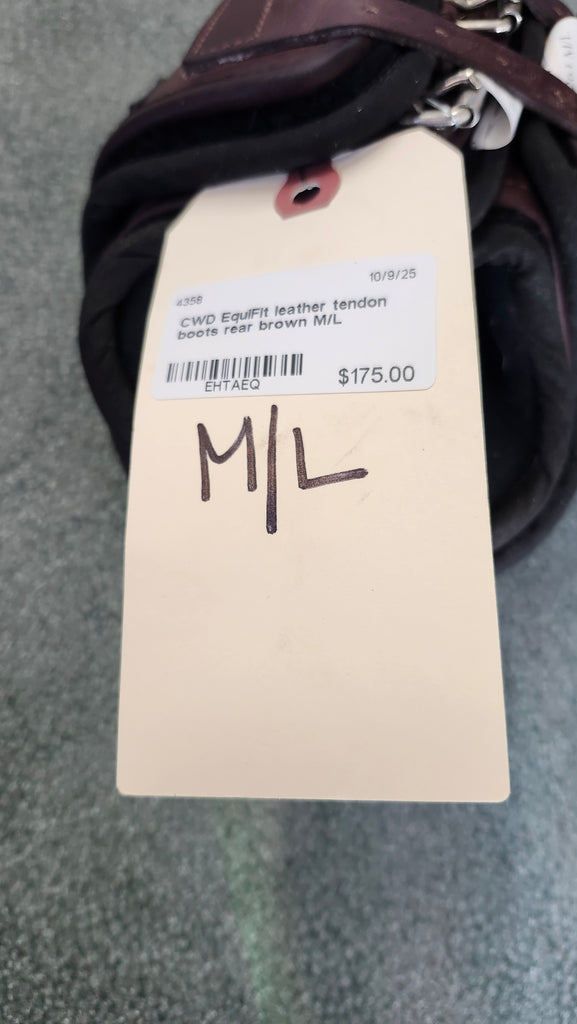 4358
10/9/25
CWD EquiFit leather tendon
boots rear brown M/L
EHTAEQ
$175.00
M/L